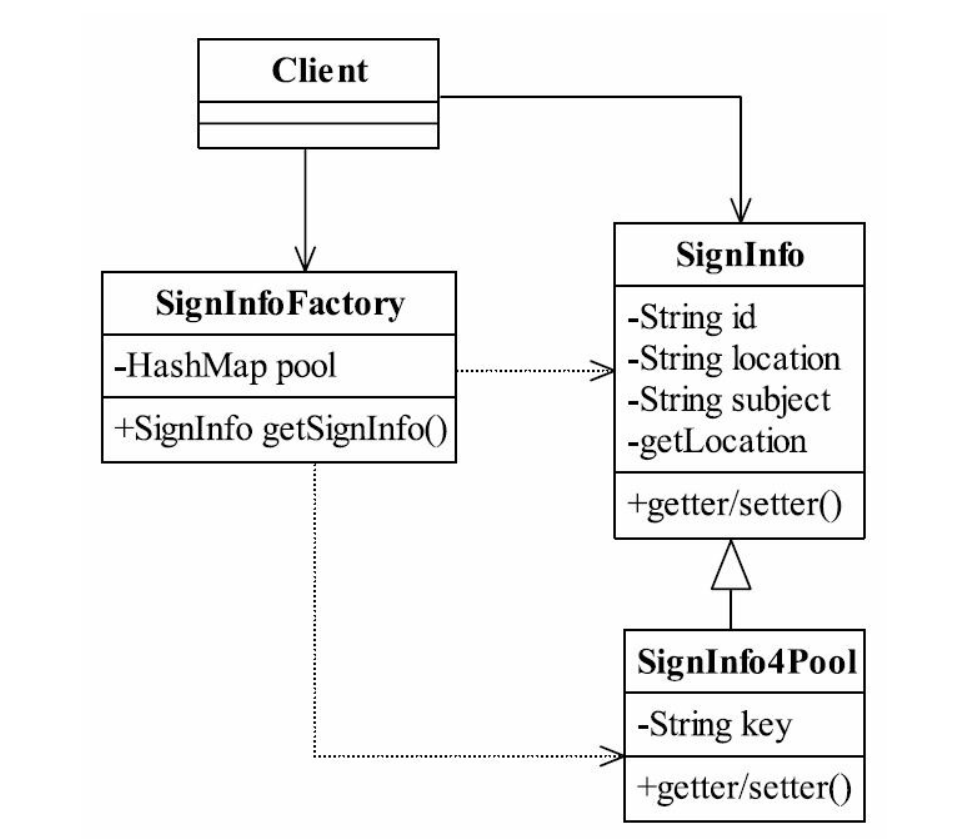 Client
SignInfoFactory
-HashMap pool
+SignInfo getSignInfo()
SignInfo
-String id
-String location
-String subject
-getLocation
+getter/setter()
SignInfo4Pool
-String key
+getter/setter()